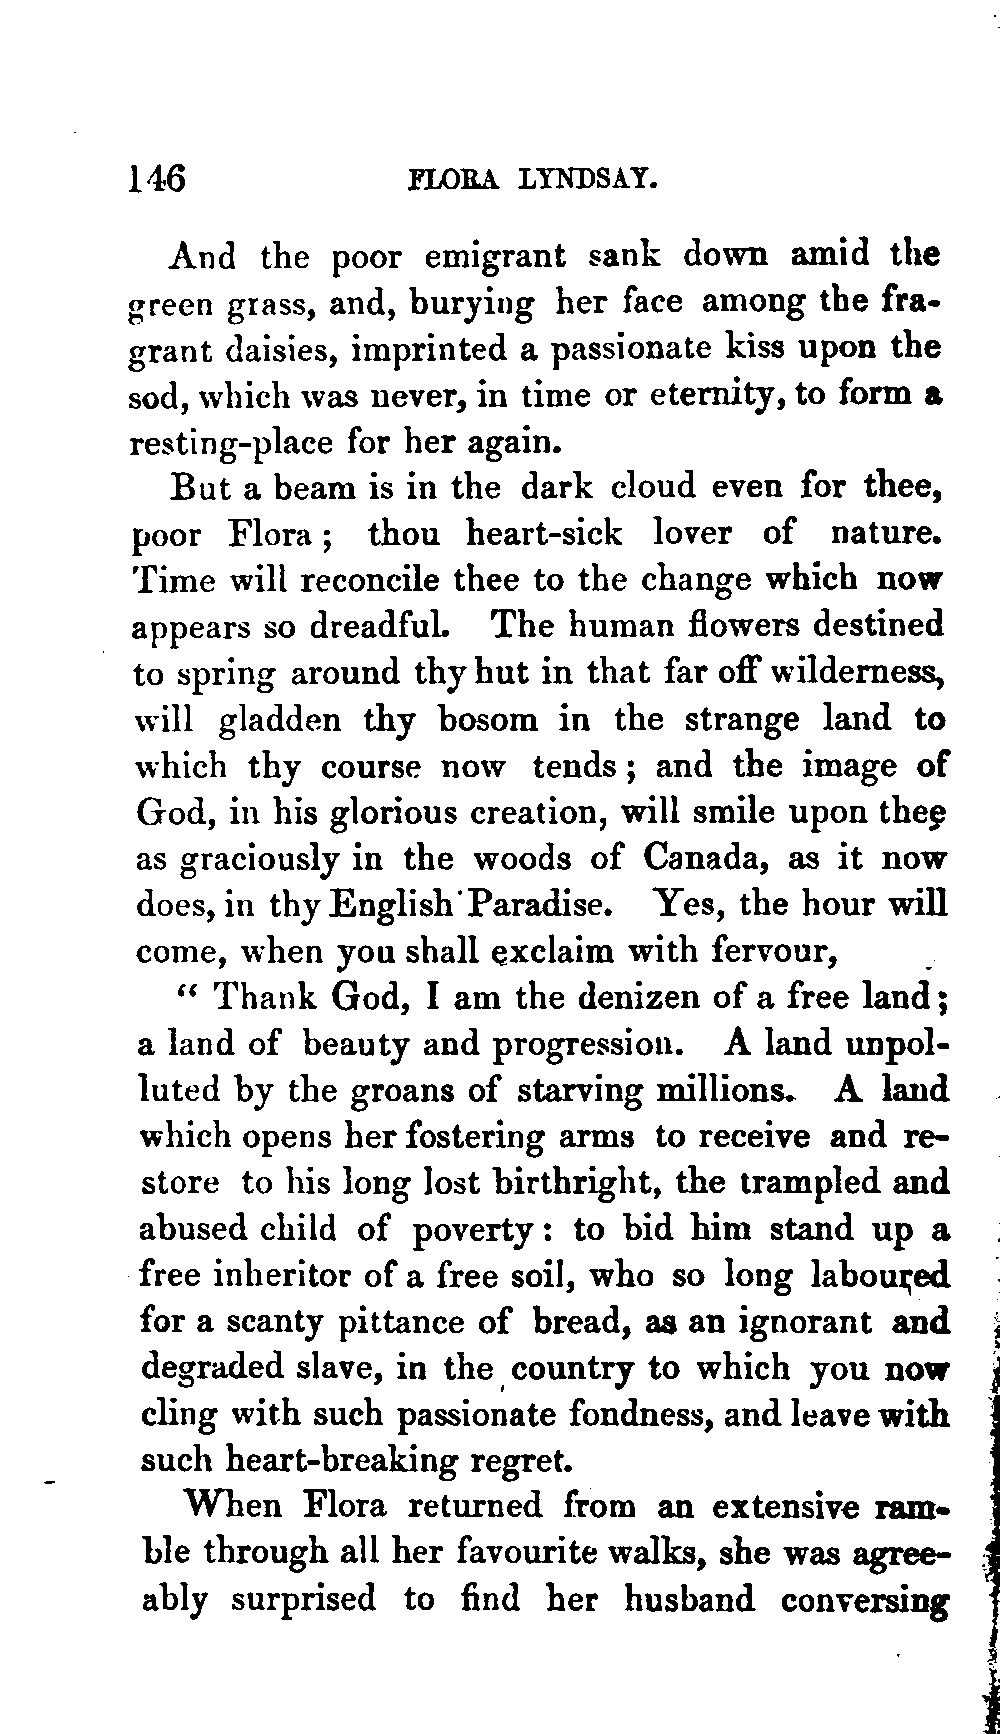 146 FLORA LYNDSAY.
And the poor emigrant sank down amid the
green grass, and, burying her face among the fra-
grant daisies, imprinted a passionate kiss upon the
sod, which was never, in time or eternity, to form a
resting-place for her again.
But a beam is in the dark cloud even for thee,
poor Flora ; thou heart-sick lover of nature.
Time will reconcile thee to the change which now
appears so dreadful. The human flowers destined
to spring around thy hut in that far off wilderness,
will gladden thy bosom in the strange land to
which thy course now tends ; and the image of
God, in his glorious creation, will smile upon thee
as graciously in the woods of Canada, as it now
does, in thy English Paradise. Yes, the hour will
come, when you shall exclaim with fervour,
“ Thank God, I am the denizen of a free land ;
a land of beauty and progression. A land unpol-
luted by the groans of starving millions. A land
which opens her fostering arms to receive and re-
store to his long lost birthright, the trampled and
abused child of poverty : to bid him stand up a
free inheritor of a free soil, who so long laboured
for a scanty pittance of bread, as an ignorant and
degraded slave, in the country to which you now
cling with such passionate fondness, and leave with
such heart-breaking regret.
When Flora returned from an extensive ram-
ble through all her favourite walks, she was agree-
ably surprised to find her husband conversing